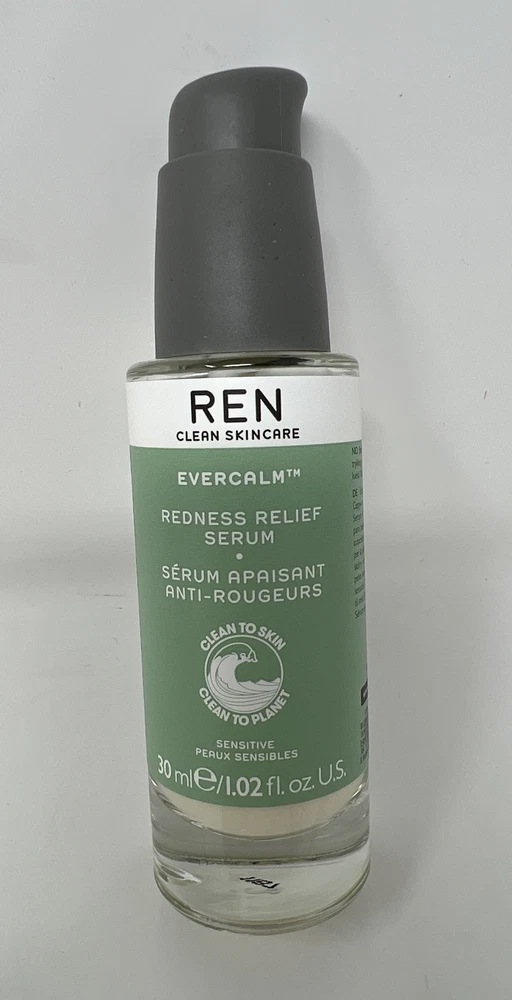 REN
CLEAN SKINCARE
EVERCALM™
REDNESS RELIEF
SERUM
•
SÉRUM APAISANT
ANTI-ROUGEURS
CLEAN TO SKIN
CLEAN TO PLANET
SENSITIVE
PEAUX SENSIBLES
30 ml℮/1.02 fl. oz. U.S.